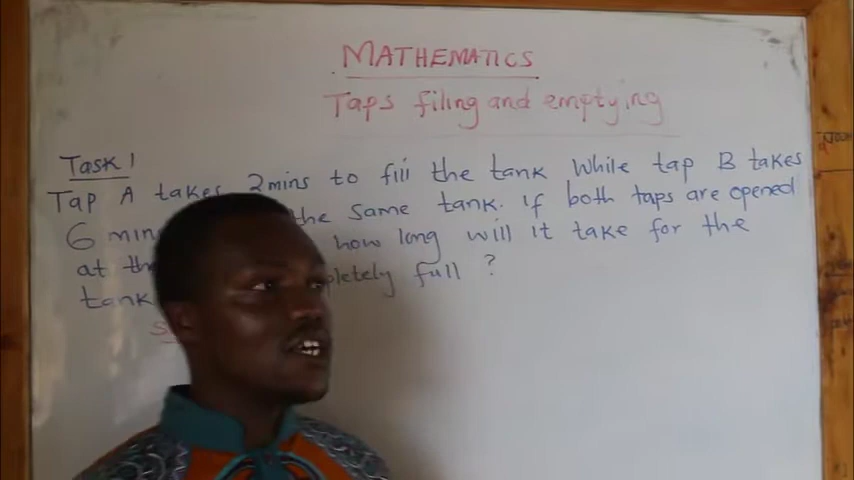 MATHEMATICS
Taps filing and emptying
Task 1
Tap A takes 2mins to fill the tank while tap B takes
6 min the same tank. If both taps are opened
at th how long will it take for the
tank pletely full ?
S